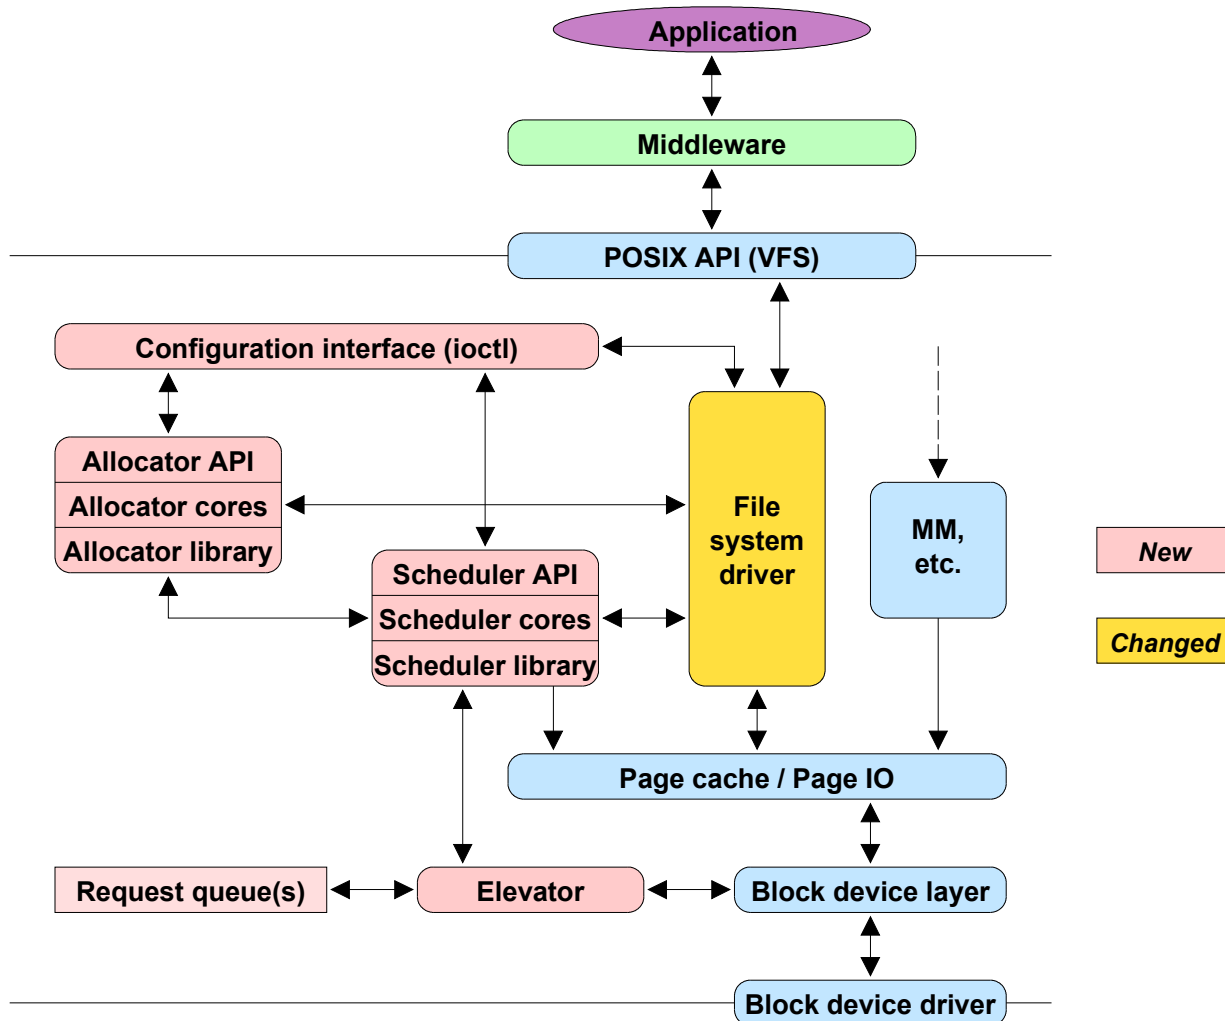 Application
Middleware
POSIX API (VFS)
Configuration interface (ioctl)
Allocator API
Allocator cores
Allocator library
Scheduler API
Scheduler cores
Scheduler library
File
system
driver
MM,
etc.
New
Changed
Page cache / Page IO
Request queue(s)
Elevator
Block device layer
Block device driver